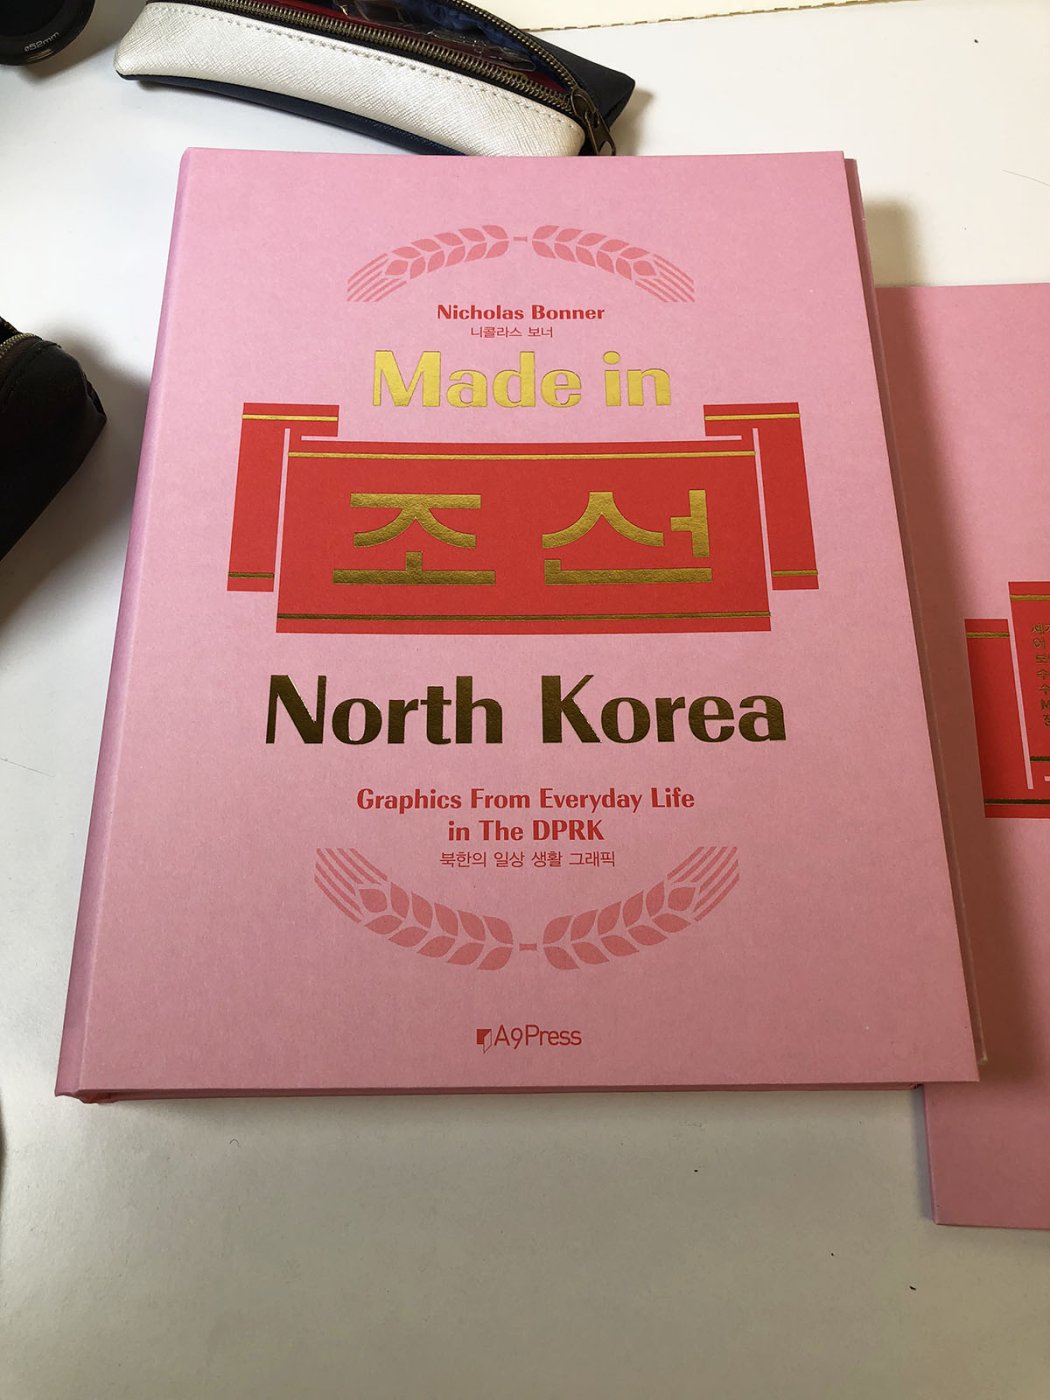 ø52mm
Nicholas Bonner
니콜라스 보너
Made in
조선
North Korea
Graphics From Everyday Life
in The DPRK
북한의 일상 생활 그래픽
A9Press